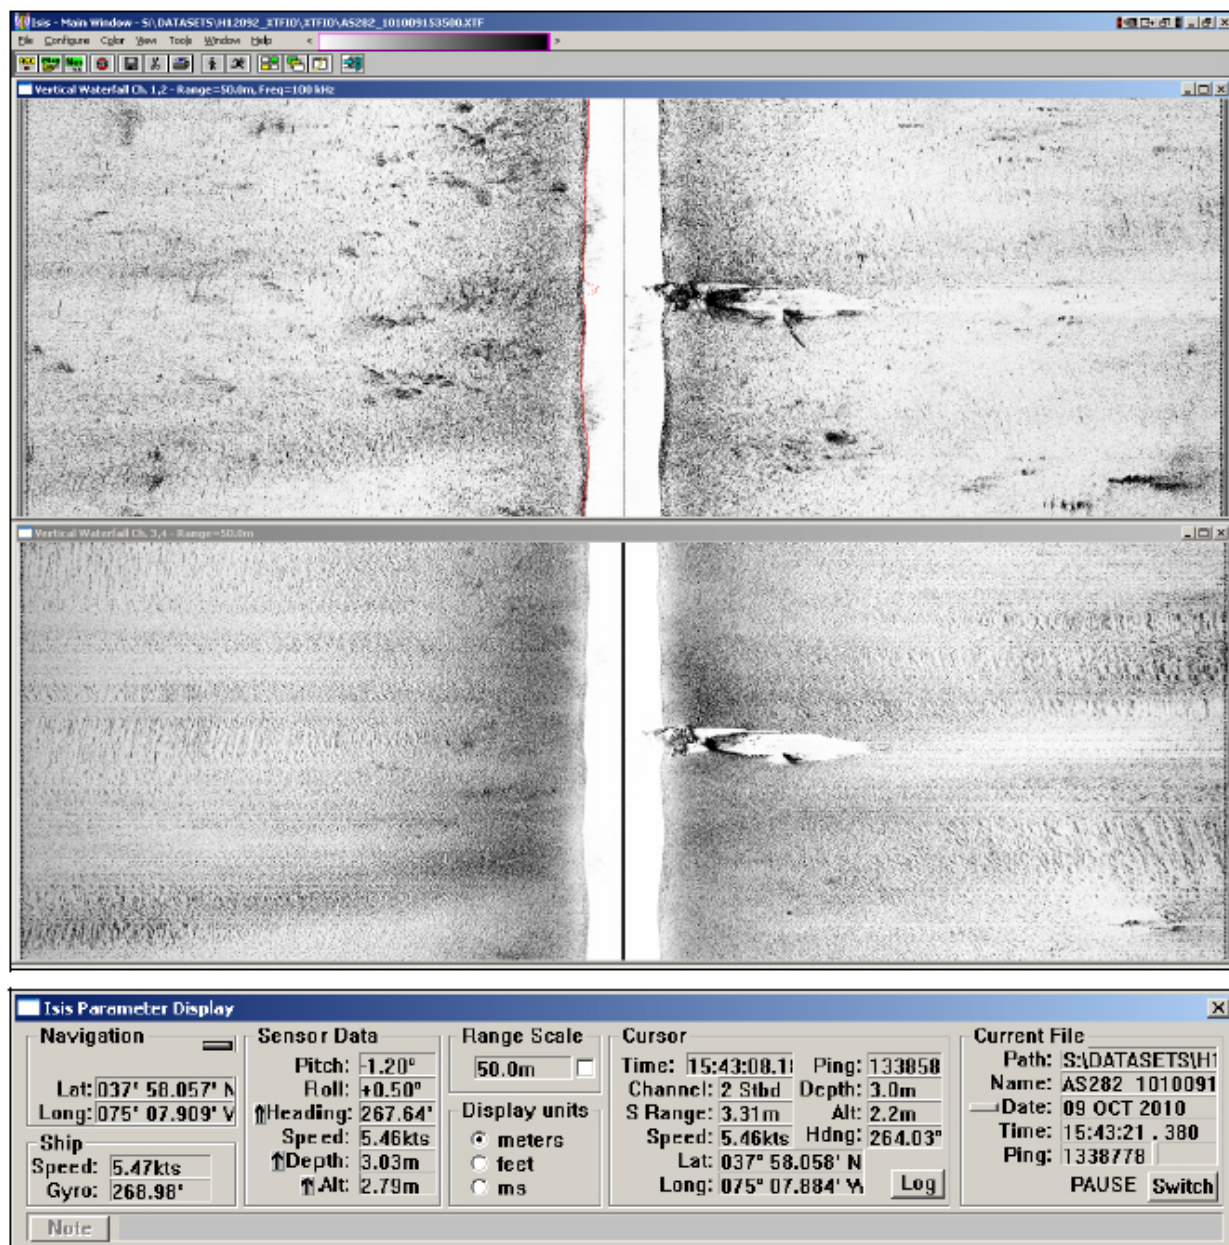 Isis - Main Window - S:\DATASETS\H12092_XTFIO\XTFIO\AS282_101009153500.XTF
File Configure Color View Tools Window Help < >
Vertical Waterfall Ch. 1,2 - Range=50.0m, Freq=100 kHz
Vertical Waterfall Ch. 3,4 - Range=50.0m
Isis Parameter Display
Navigation
Lat: 037° 58.057' N
Long: 075° 07.909' W
Ship
Speed: 5.47kts
Gyro: 268.98°
Sensor Data
Pitch: -1.20°
Roll: +0.50°
Heading: 267.64°
Speed: 5.46kts
Depth: 3.03m
Alt: 2.79m
Range Scale
50.0m
Display units
meters
feet
ms
Cursor
Time: 15:43:08.1 Ping: 133858
Channel: 2 Stbd Depth: 3.0m
S Range: 3.31m Alt: 2.2m
Speed: 5.46kts Hdng: 264.03°
Lat: 037° 58.058' N
Long: 075° 07.884' W
Log
Current File
Path: S:\DATASETS\H1
Name: AS282_1010091
Date: 09 OCT 2010
Time: 15:43:21 . 380
Ping: 1338778
PAUSE Switch
Note